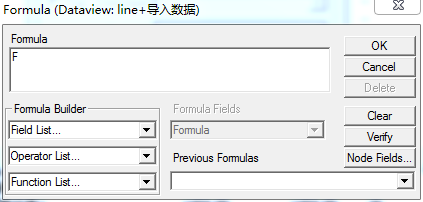 Formula (Dataview: line+导入数据)
Formula
F
OK
Cancel
Delete
Formula Builder
Field List...
Operator List...
Function List...
Formula Fields
Formula
Previous Formulas
Clear
Verify
Node Fields...